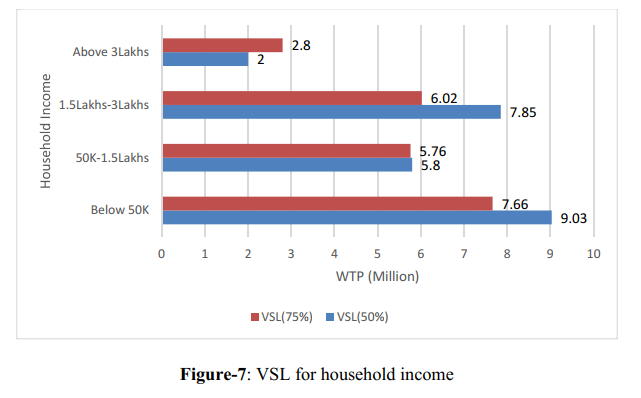 Household Income
Above 3Lakhs
2.8
2
1.5Lakhs-3Lakhs
6.02
7.85
50K-1.5Lakhs
5.76
5.8
Below 50K
7.66
9.03
0 1 2 3 4 5 6 7 8 9 10
WTP (Million)
VSL(75%) VSL(50%)
Figure-7: VSL for household income